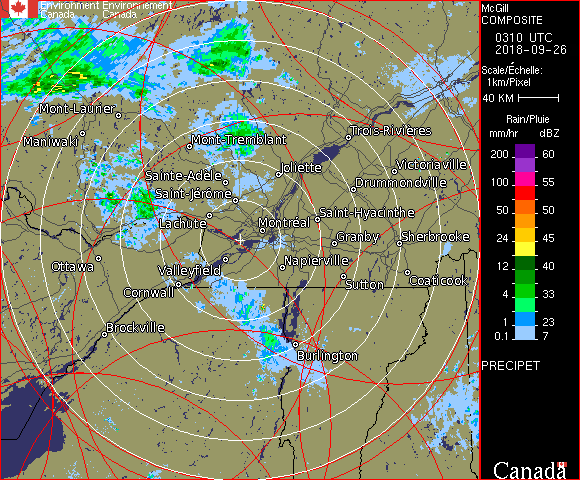 Environment Environnement
Canada Canada
McGill
COMPOSITE
0310 UTC
2018-09-26
Scale/Échelle:
1km/Pixel
40 KM
Rain/Pluie
mm/hr dBZ
200 60
100 55
50 50
24 45
12 40
4 33
1 23
0.1 7
PRECIPET
Canada
Mont-Laurier
Maniwaki
Mont-Tremblant
Trois-Rivières
Sainte-Adèle
Joliette
Victoriaville
Saint-Jérôme
Drummondville
Lachute
Montréal
Saint-Hyacinthe
Granby
Sherbrooke
Ottawa
Valleyfield
Napierville
Cornwall
Sutton
Coaticook
Brockville
Burlington